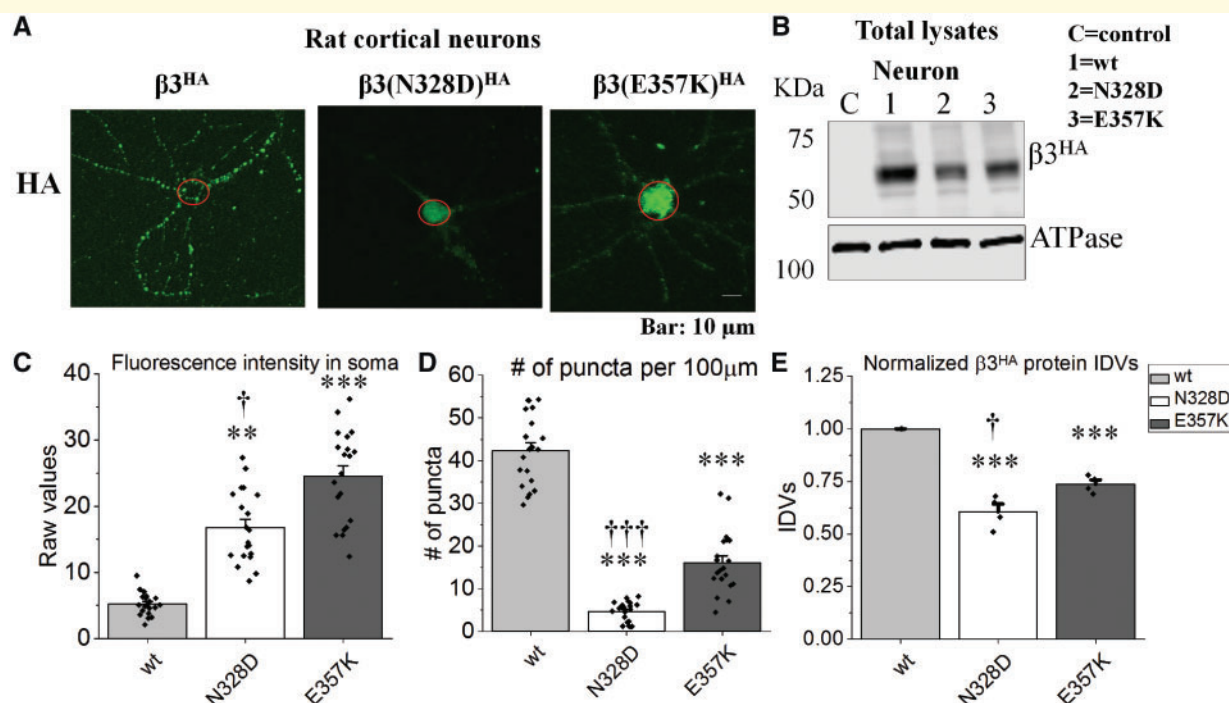 A
Rat cortical neurons
β3HA
β3(N328D)HA
β3(E357K)HA
HA
Bar: 10 μm
B
Total lysates
Neuron
KDa
C 1 2 3
75
50
100
β3HA
ATPase
C=control
1=wt
2=N328D
3=E357K
C
Fluorescence intensity in soma
Raw values
40
30
20
10
0
†
**
***
wt
N328D
E357K
D
# of puncta per 100μm
# of puncta
60
50
40
30
20
10
0
†††
***
***
wt
N328D
E357K
E
Normalized β3HA protein IDVs
IDVs
1.25
1.00
0.75
0.50
0.25
0.00
†
***
***
wt
N328D
E357K
wt
N328D
E357K